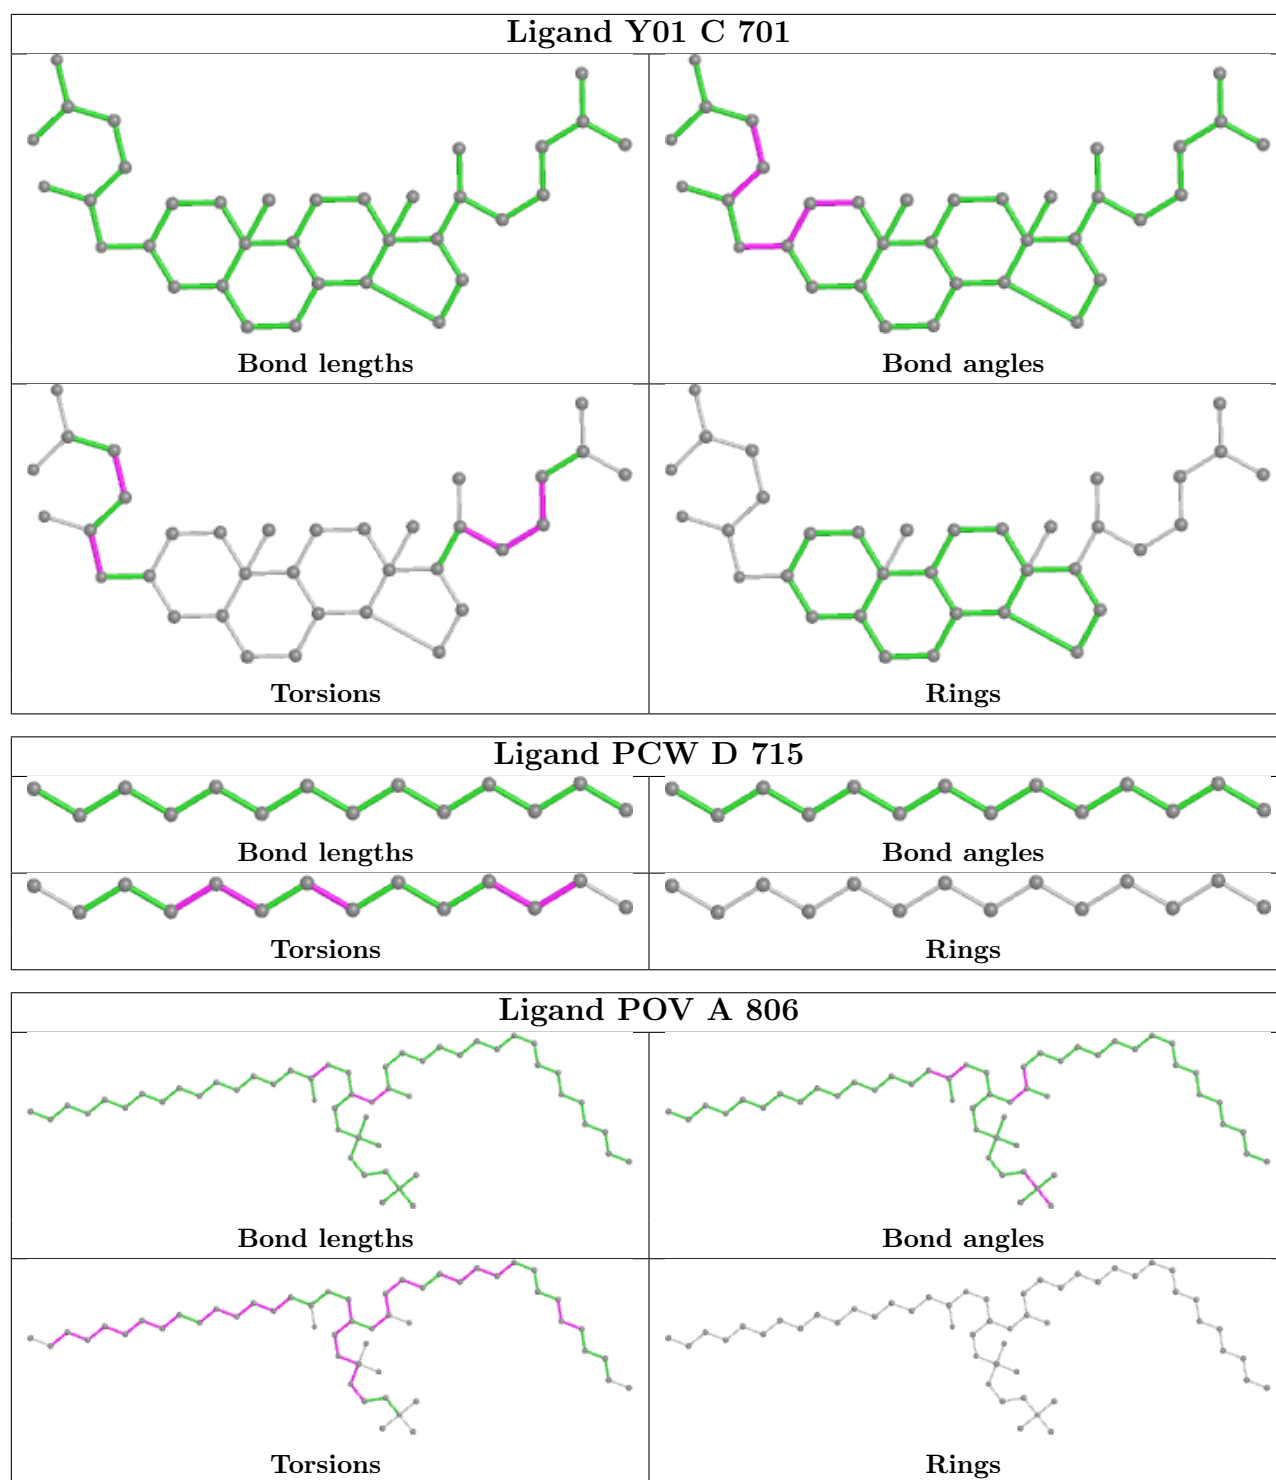 Ligand Y01 C 701
Bond lengths
Bond angles
Torsions
Rings
Ligand PCW D 715
Bond lengths
Bond angles
Torsions
Rings
Ligand POV A 806
Bond lengths
Bond angles
Torsions
Rings